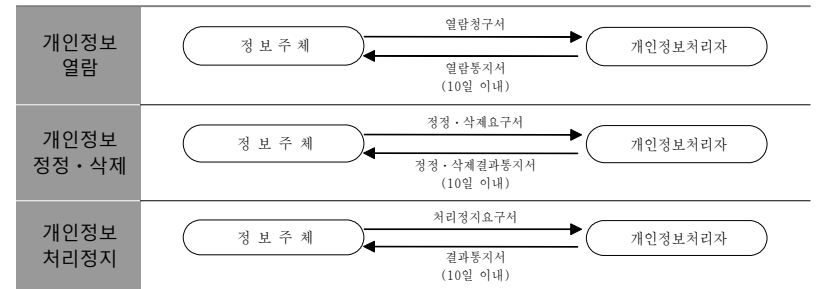 개인정보
열람
정 보 주 체
열람청구서
열람통지서
(10일 이내)
개인정보처리자
개인정보
정정・삭제
정 보 주 체
정정・삭제요구서
정정・삭제결과통지서
(10일 이내)
개인정보처리자
개인정보
처리정지
정 보 주 체
처리정지요구서
결과통지서
(10일 이내)
개인정보처리자